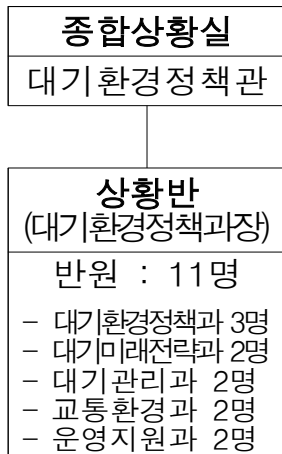 종합상황실
대기환경정책관
상황반
(대기환경정책과장)
반원 : 11명
- 대기환경정책과 3명
- 대기미래전략과 2명
- 대기관리과 2명
- 교통환경과 2명
- 운영지원과 2명